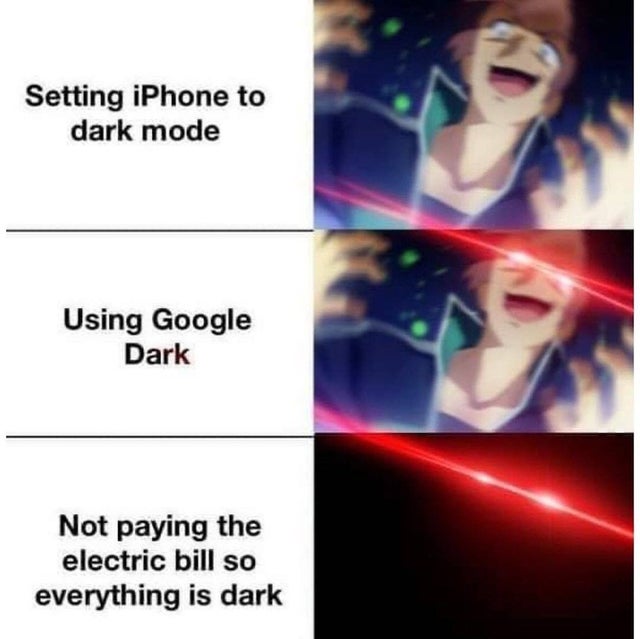 Setting iPhone to
dark mode
Using Google
Dark
Not paying the
electric bill so
everything is dark